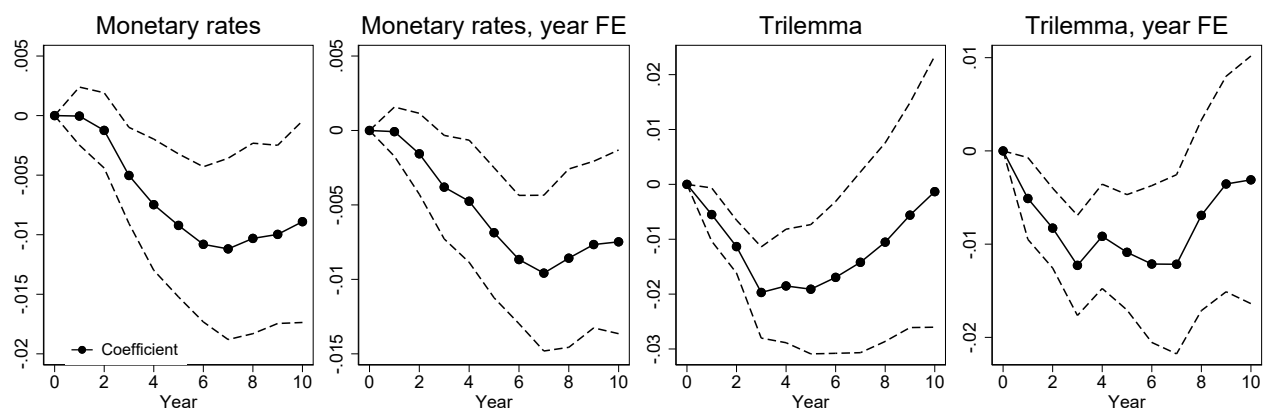 Monetary rates
.005
0
-.005
-.01
-.015
-.02
Coefficient
0 2 4 6 8 10
Year
Monetary rates, year FE
.005
0
-.005
-.01
-.015
0 2 4 6 8 10
Year
Trilemma
.02
.01
0
-.01
-.02
-.03
0 2 4 6 8 10
Year
Trilemma, year FE
.01
0
-.01
-.02
0 2 4 6 8 10
Year